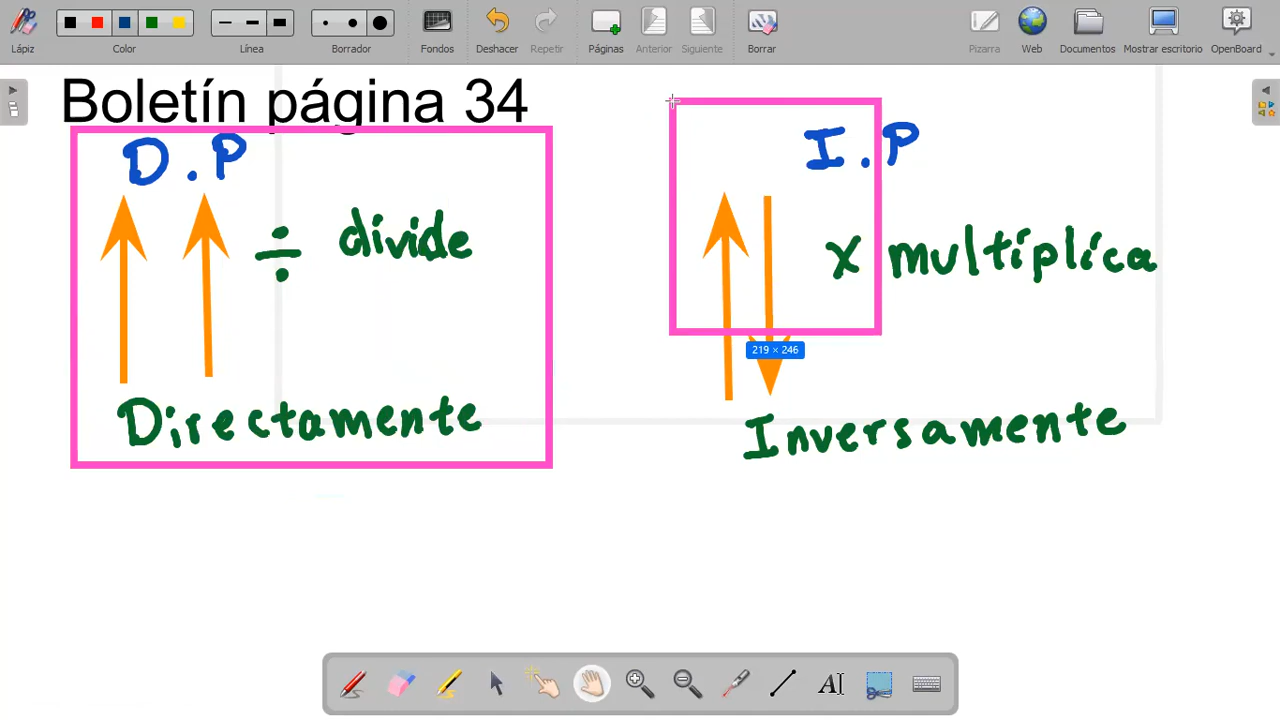 Lápiz
Color
Línea
Borrador
Fondos
Deshacer
Repetir
Páginas
Anterior
Siguiente
Borrar
Pizarra
Web
Documentos
Mostrar escritorio
OpenBoard
Boletín página 34
D.P
÷ divide
Directamente
I.P
x multiplica
219 × 246
Inversamente
AI